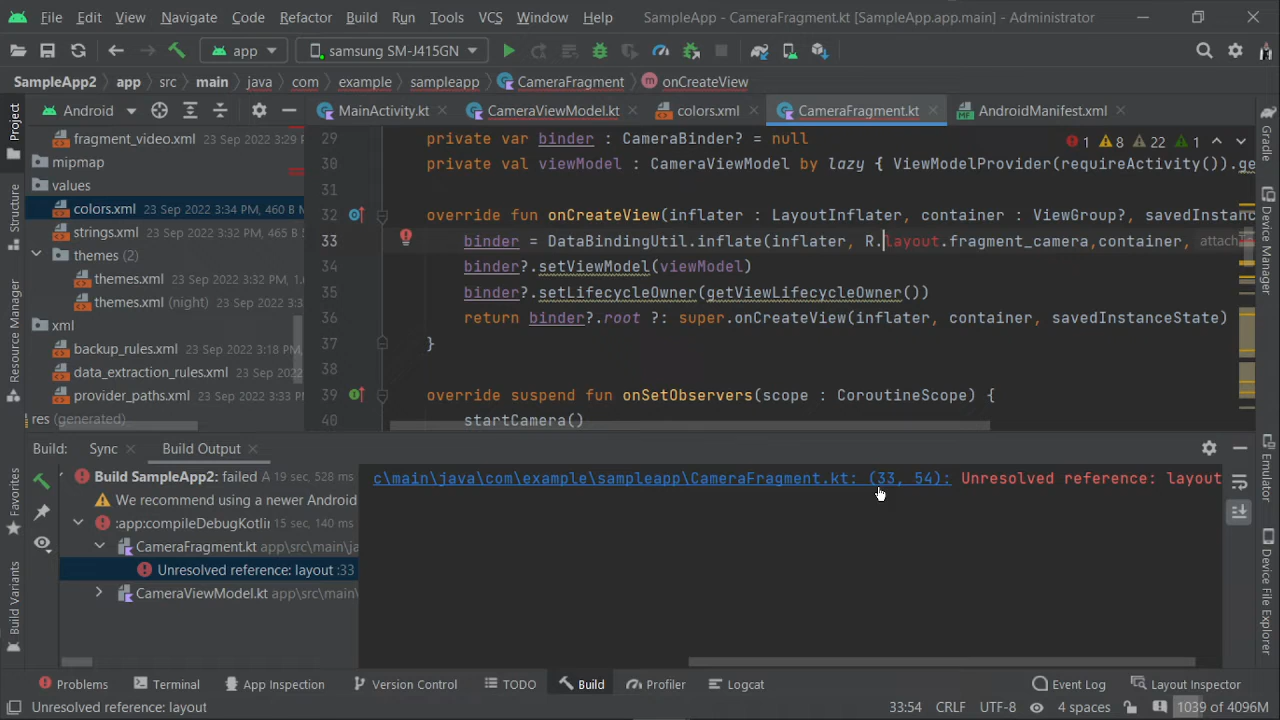 File Edit View Navigate Code Refactor Build Run Tools VCS Window Help SampleApp - CameraFragment.kt [SampleApp.app.main] - Administrator
app samsung SM-J415GN
SampleApp2 app src main java com example sampleapp CameraFragment onCreateView
Android MainActivity.kt CameraViewModel.kt colors.xml CameraFragment.kt AndroidManifest.xml
Project
Structure
Resource Manager
Favorites
Build Variants
fragment_video.xml 23 Sep 2022 3:29
mipmap
values
colors.xml 23 Sep 2022 3:34 PM, 460 B
strings.xml 23 Sep 2022 3:32 PM, 465 B
themes (2)
themes.xml 23 Sep 2022 3:32 PM, 1.
themes.xml (night) 23 Sep 2022 3:32
xml
backup_rules.xml 23 Sep 2022 3:18 PM,
data_extraction_rules.xml 23 Sep 2022
provider_paths.xml 23 Sep 2022 3:33
res (generated)
1 8 22 1
29 private var binder : CameraBinder? = null
30 private val viewModel : CameraViewModel by lazy { ViewModelProvider(requireActivity()).ge
31
32 override fun onCreateView(inflater : LayoutInflater, container : ViewGroup?, savedInstanc
33 binder = DataBindingUtil.inflate(inflater, R.layout.fragment_camera,container, attach
34 binder?.setViewModel(viewModel)
35 binder?.setLifecycleOwner(getViewLifecycleOwner())
36 return binder?.root ?: super.onCreateView(inflater, container, savedInstanceState)
37 }
38
39 override suspend fun onSetObservers(scope : CoroutineScope) {
40 startCamera()
Gradle
Device Manager
Emulator
Device File Explorer
Build: Sync Build Output
Build SampleApp2: failed A 19 sec, 528 ms
We recommend using a newer Android
:app:compileDebugKotlin 15 sec, 140 ms
CameraFragment.kt app\src\main\ja
Unresolved reference: layout :33
CameraViewModel.kt app\src\main\
c\main\java\com\example\sampleapp\CameraFragment.kt: (33, 54): Unresolved reference: layout
Problems Terminal App Inspection Version Control TODO Build Profiler Logcat Event Log Layout Inspector
Unresolved reference: layout 33:54 CRLF UTF-8 4 spaces 1039 of 4096M